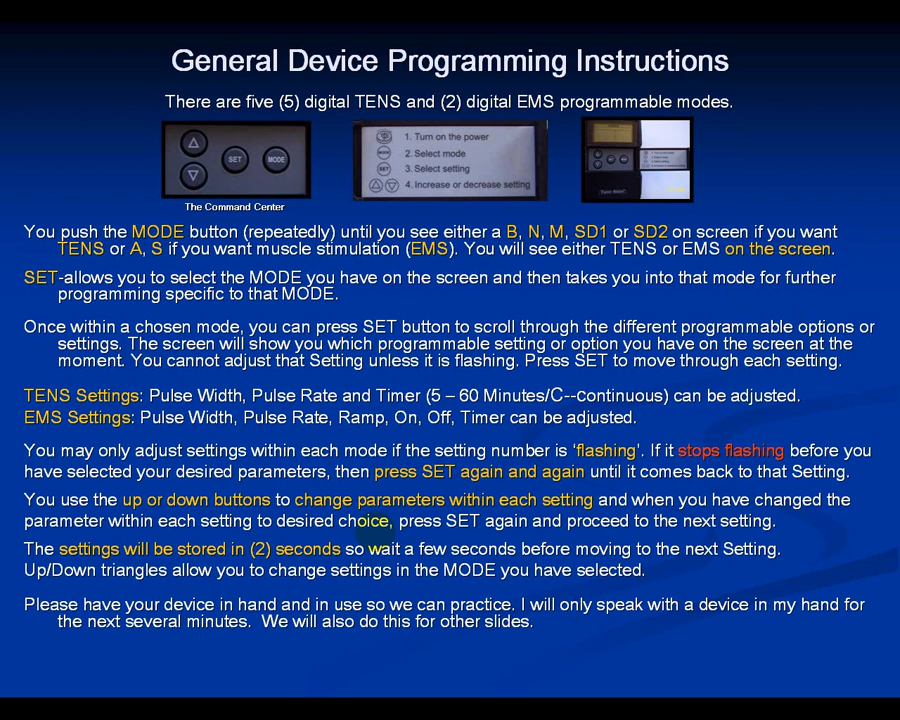 General Device Programming Instructions
There are five (5) digital TENS and (2) digital EMS programmable modes.
SET
MODE
1. Turn on the power
MODE
2. Select mode
SET
3. Select setting
4. Increase or decrease setting
The Command Center
You push the MODE button (repeatedly) until you see either a B, N, M, SD1 or SD2 on screen if you want
TENS or A, S if you want muscle stimulation (EMS). You will see either TENS or EMS on the screen.
SET-allows you to select the MODE you have on the screen and then takes you into that mode for further
programming specific to that MODE.
Once within a chosen mode, you can press SET button to scroll through the different programmable options or
settings. The screen will show you which programmable setting or option you have on the screen at the
moment. You cannot adjust that Setting unless it is flashing. Press SET to move through each setting.
TENS Settings: Pulse Width, Pulse Rate and Timer (5 – 60 Minutes/C--continuous) can be adjusted.
EMS Settings: Pulse Width, Pulse Rate, Ramp, On, Off, Timer can be adjusted.
You may only adjust settings within each mode if the setting number is ‘flashing’. If it stops flashing before you
have selected your desired parameters, then press SET again and again until it comes back to that Setting.
You use the up or down buttons to change parameters within each setting and when you have changed the
parameter within each setting to desired choice, press SET again and proceed to the next setting.
The settings will be stored in (2) seconds so wait a few seconds before moving to the next Setting.
Up/Down triangles allow you to change settings in the MODE you have selected.
Please have your device in hand and in use so we can practice. I will only speak with a device in my hand for
the next several minutes. We will also do this for other slides.